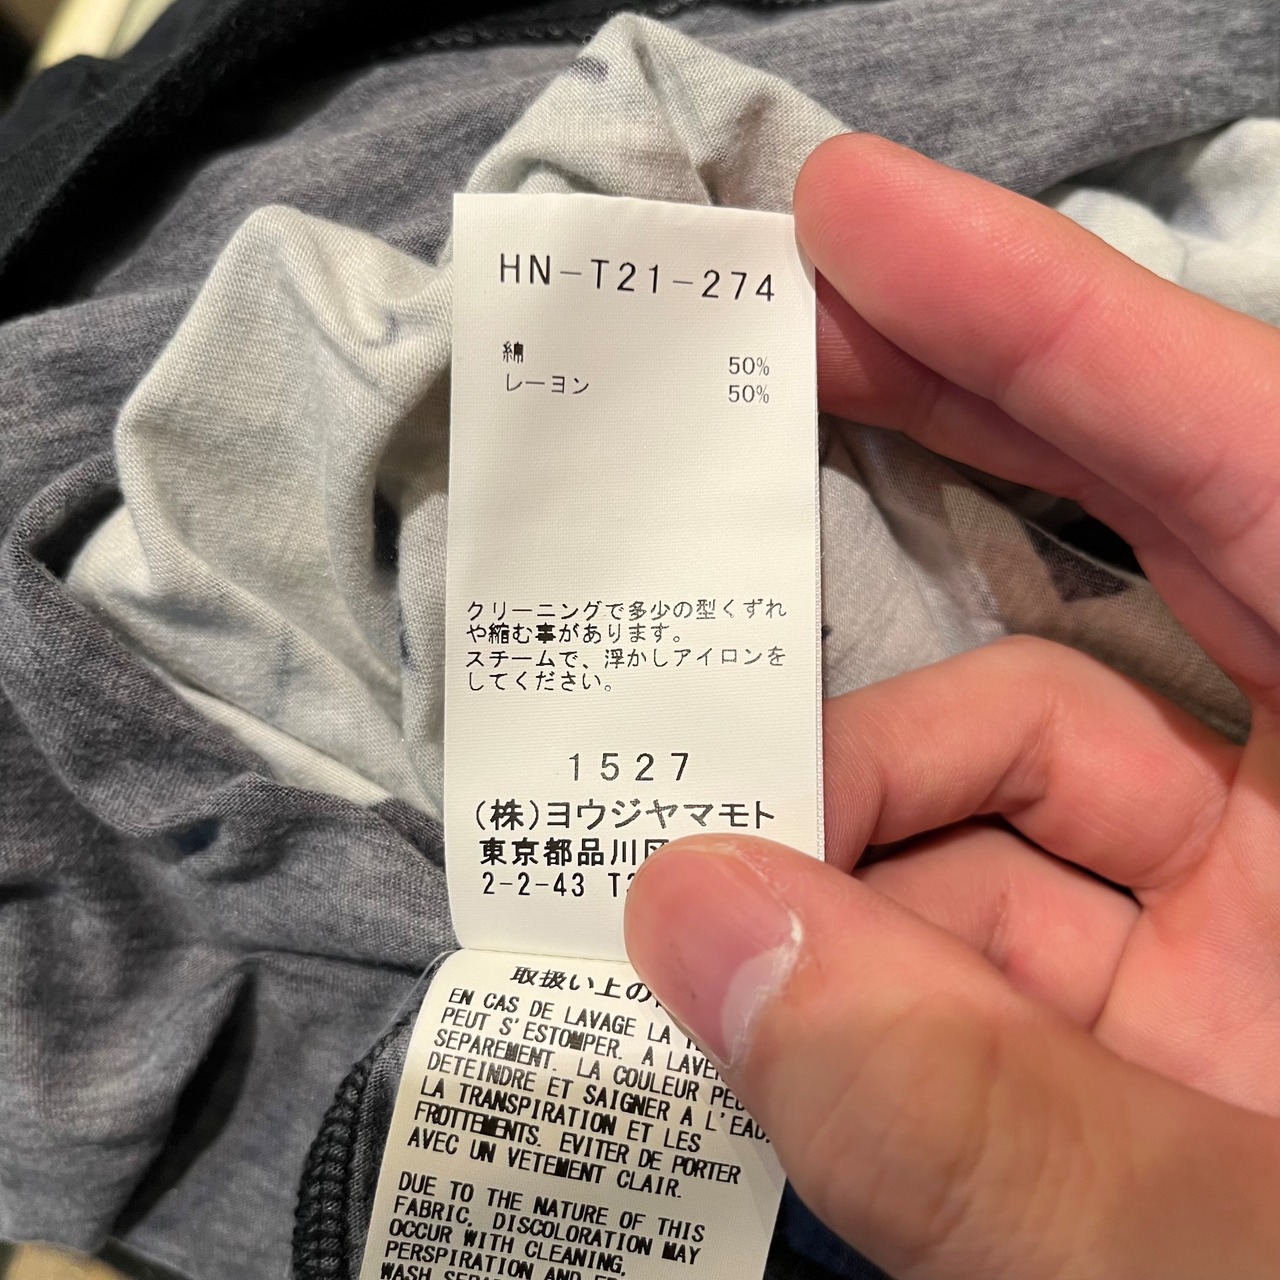 HN-T21-274
綿 50%
レーヨン 50%
クリーニングで多少の型くずれ
や縮む事があります。
スチームで、浮かしアイロンを
してください。
1527
(株)ヨウジヤマモト
東京都品川区
2-2-43
取扱い上の
EN CAS DE LAVAGE LA
PEUT S'ESTOMPER. A LAVER
SEPAREMENT. LA COULEUR PEUT
DETEINDRE ET SAIGNER A L'EAU,
LA TRANSPIRATION ET LES
FROTTEMENTS. EVITER DE PORTER
AVEC UN VETEMENT CLAIR.
DUE TO THE NATURE OF THIS
FABRIC, DISCOLORATION MAY
OCCUR WITH CLEANING,
PERSPIRATION AND
WASH